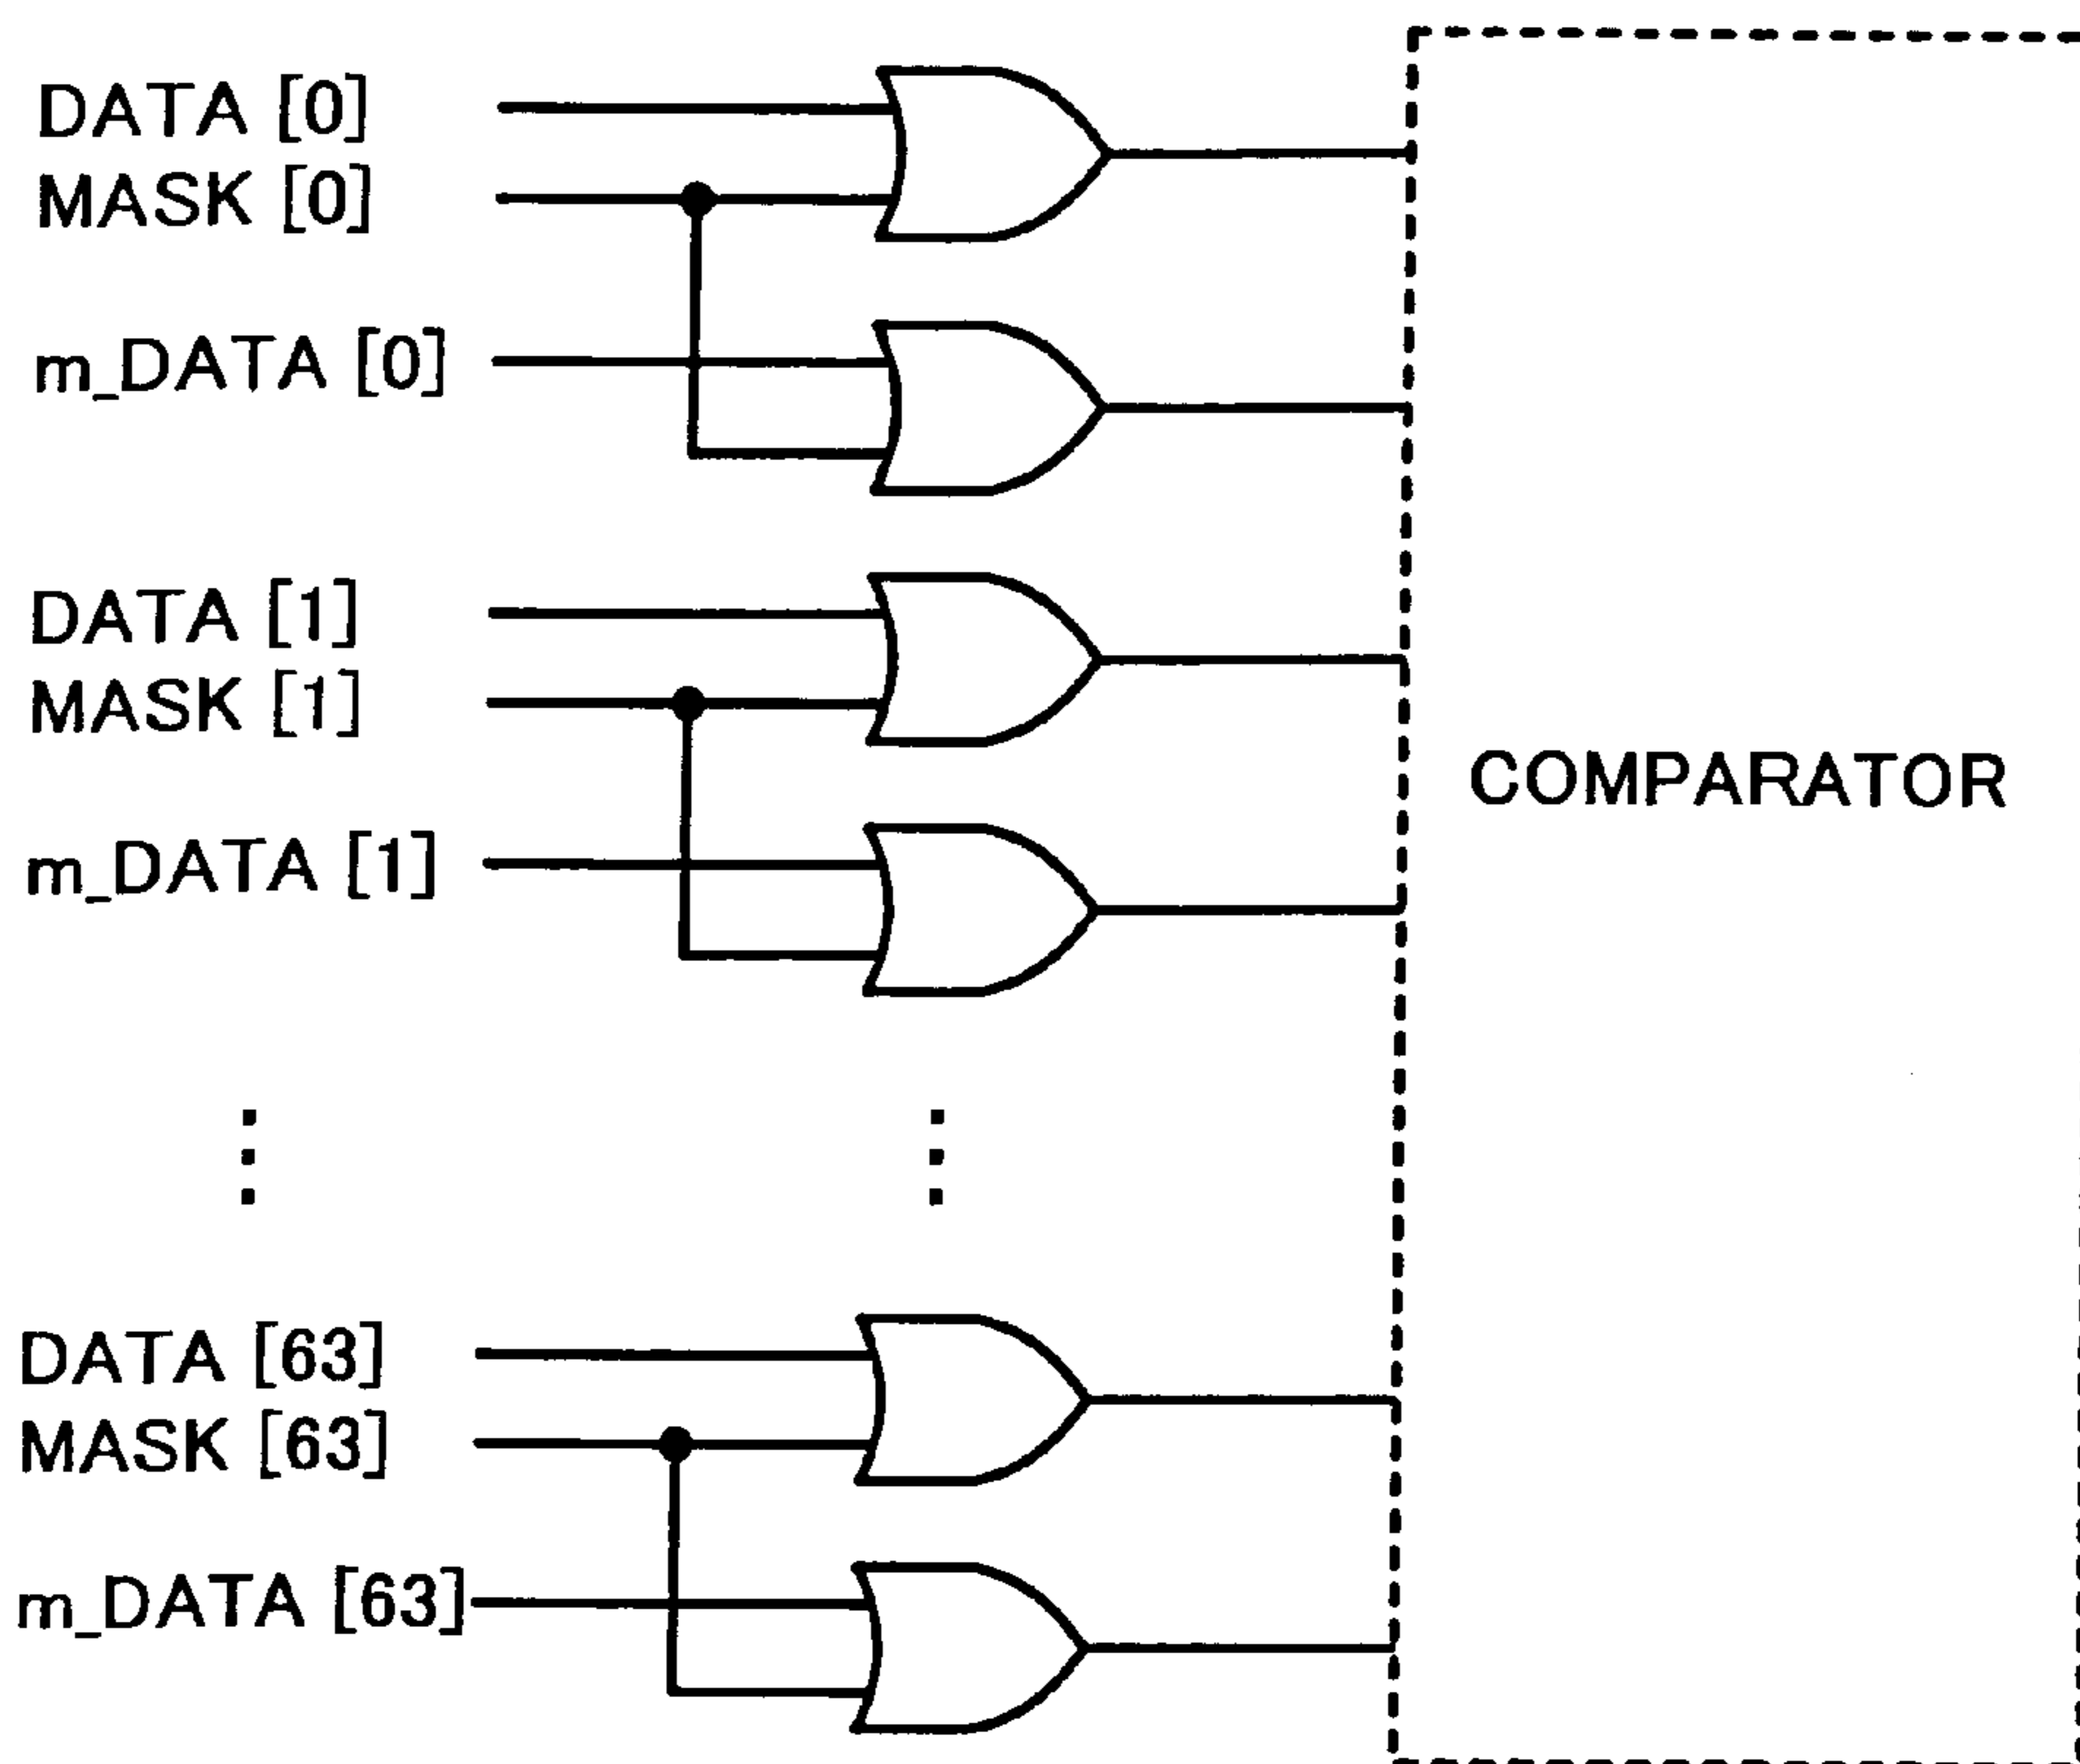 DATA [0]
MASK [0]
m_DATA [0]
DATA [1]
MASK [1]
COMPARATOR
m_DATA [1]
DATA [63]
MASK [63]
m_DATA [63]